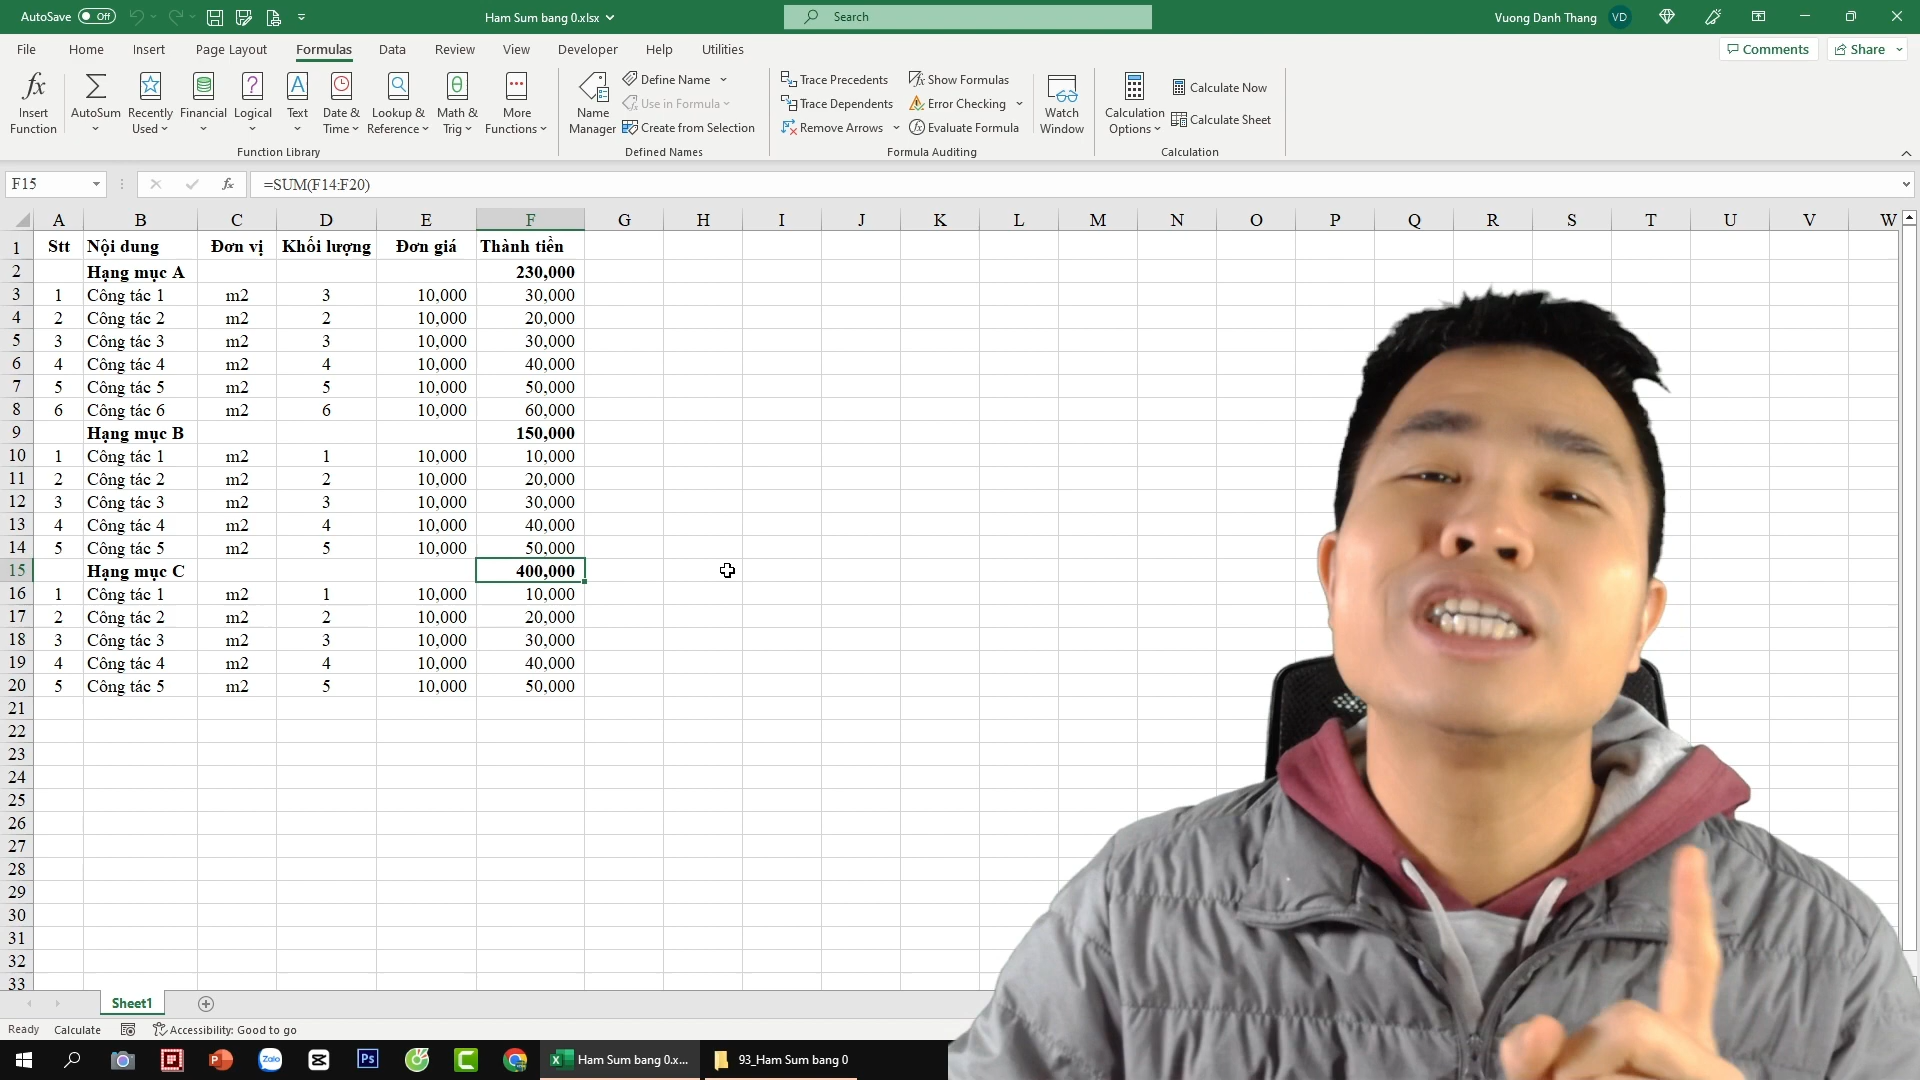 AutoSave Off Ham Sum bang 0.xlsx Search Vuong Danh Thang VD
File Home Insert Page Layout Formulas Data Review View Developer Help Utilities Comments Share
fx Insert Function
AutoSum
Recently Used
Financial
Logical
Text
Date & Time
Lookup & Reference
Math & Trig
More Functions
Function Library
Name Manager
Define Name
Use in Formula
Create from Selection
Defined Names
Trace Precedents
Trace Dependents
Remove Arrows
Show Formulas
Error Checking
Evaluate Formula
Formula Auditing
Watch Window
Calculation Options
Calculate Now
Calculate Sheet
Calculation
F15 fx =SUM(F14:F20)
A B C D E F G H I J K L M N O P Q R S T U V W
1 Stt Nội dung Đơn vị Khối lượng Đơn giá Thành tiền
2 Hạng mục A 230,000
3 1 Công tác 1 m2 3 10,000 30,000
4 2 Công tác 2 m2 2 10,000 20,000
5 3 Công tác 3 m2 3 10,000 30,000
6 4 Công tác 4 m2 4 10,000 40,000
7 5 Công tác 5 m2 5 10,000 50,000
8 6 Công tác 6 m2 6 10,000 60,000
9 Hạng mục B 150,000
10 1 Công tác 1 m2 1 10,000 10,000
11 2 Công tác 2 m2 2 10,000 20,000
12 3 Công tác 3 m2 3 10,000 30,000
13 4 Công tác 4 m2 4 10,000 40,000
14 5 Công tác 5 m2 5 10,000 50,000
15 Hạng mục C 400,000
16 1 Công tác 1 m2 1 10,000 10,000
17 2 Công tác 2 m2 2 10,000 20,000
18 3 Công tác 3 m2 3 10,000 30,000
19 4 Công tác 4 m2 4 10,000 40,000
20 5 Công tác 5 m2 5 10,000 50,000
21
22
23
24
25
26
27
28
29
30
31
32
33
Sheet1
Ready Calculate Accessibility: Good to go
Zalo Ps Ham Sum bang 0.x... 93_Ham Sum bang 0